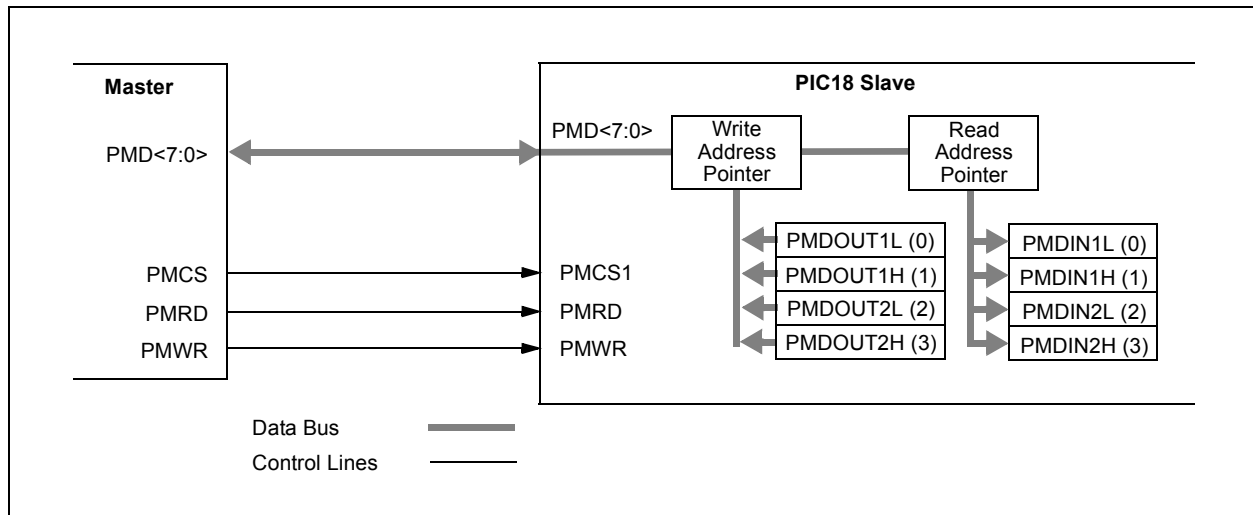 Master
PIC18 Slave
PMD<7:0>
PMD<7:0>
Write
Address
Pointer
Read
Address
Pointer
PMDOUT1L (0)
PMDOUT1H (1)
PMDOUT2L (2)
PMDOUT2H (3)
PMDIN1L (0)
PMDIN1H (1)
PMDIN2L (2)
PMDIN2H (3)
PMCS
PMCS1
PMRD
PMRD
PMWR
PMWR
Data Bus
Control Lines